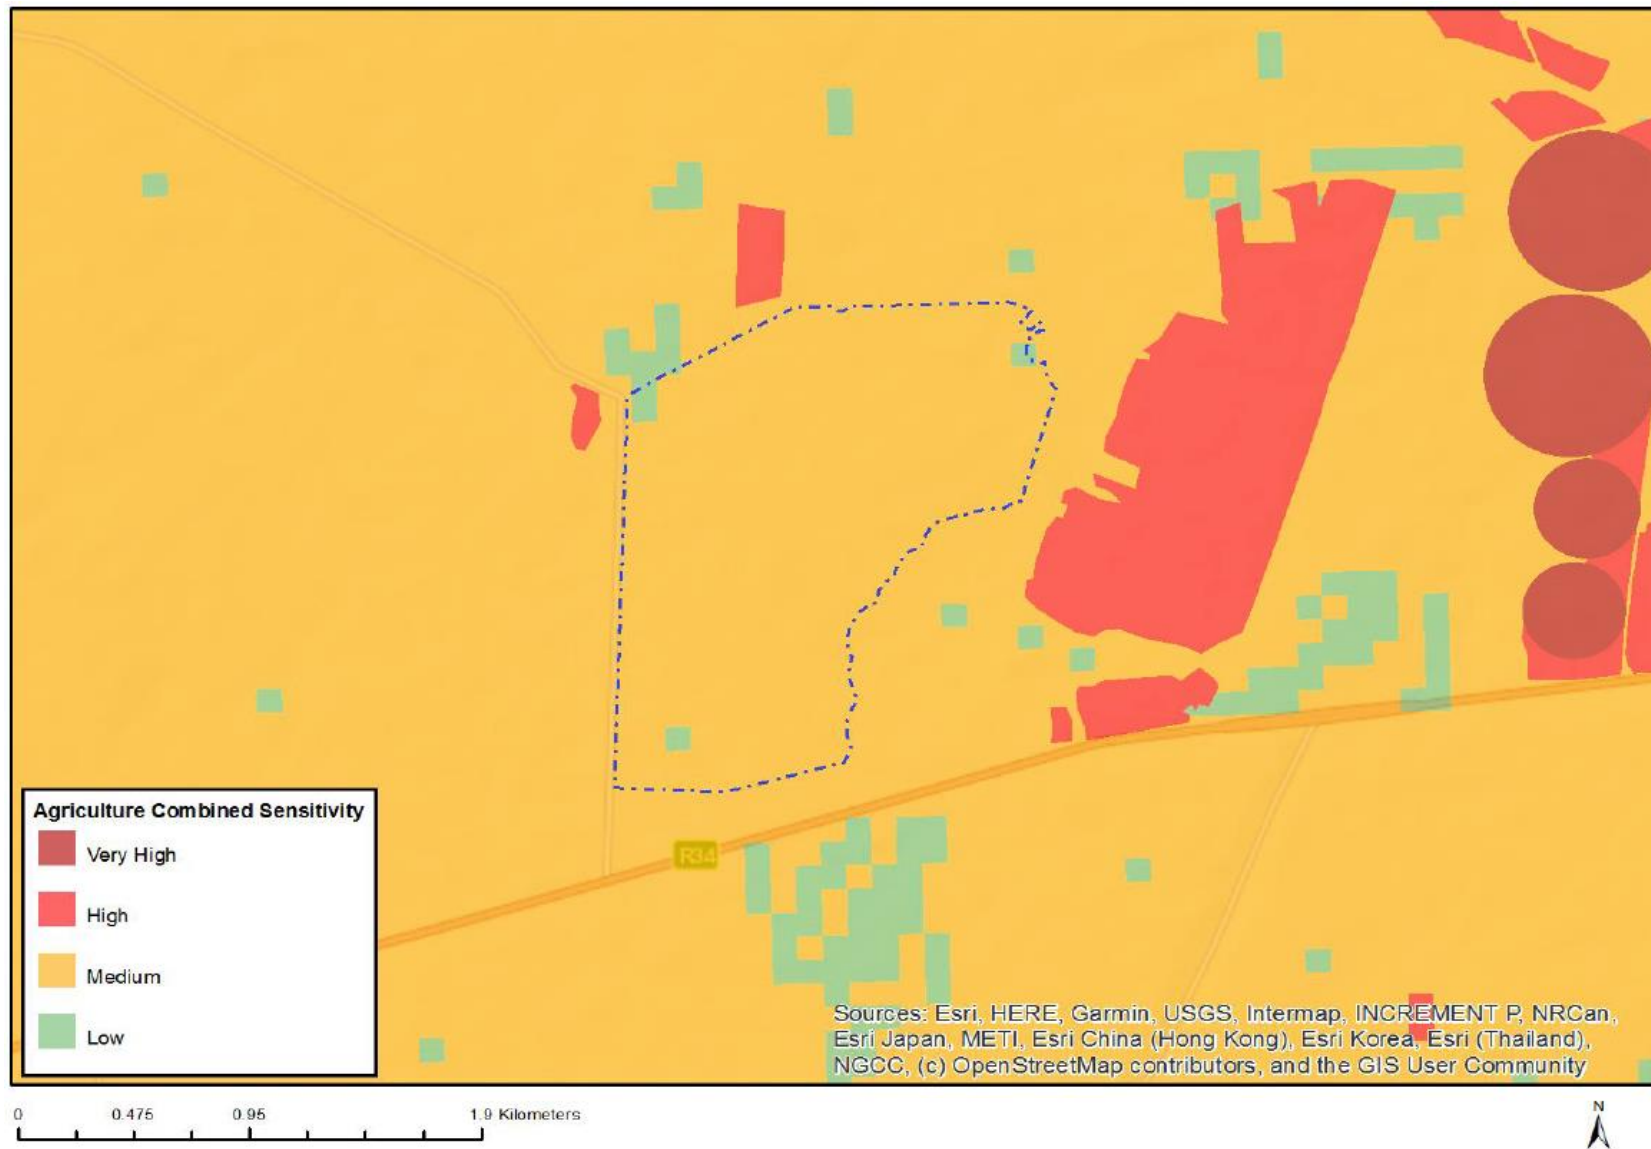 R34
Agriculture Combined Sensitivity
Very High
High
Medium
Low
Sources: Esri, HERE, Garmin, USGS, Intermap, INCREMENT P, NRCan,
Esri Japan, METI, Esri China (Hong Kong), Esri Korea, Esri (Thailand),
NGCC, (c) OpenStreetMap contributors, and the GIS User Community
0 0.475 0.95 1.9 Kilometers
N